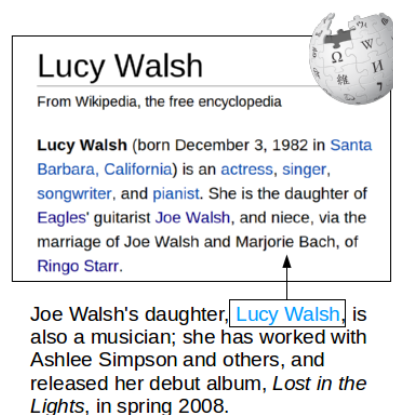 Lucy Walsh
From Wikipedia, the free encyclopedia
Lucy Walsh (born December 3, 1982 in Santa
Barbara, California) is an actress, singer,
songwriter, and pianist. She is the daughter of
Eagles' guitarist Joe Walsh, and niece, via the
marriage of Joe Walsh and Marjorie Bach, of
Ringo Starr.
Joe Walsh's daughter, Lucy Walsh, is
also a musician; she has worked with
Ashlee Simpson and others, and
released her debut album, Lost in the
Lights, in spring 2008.